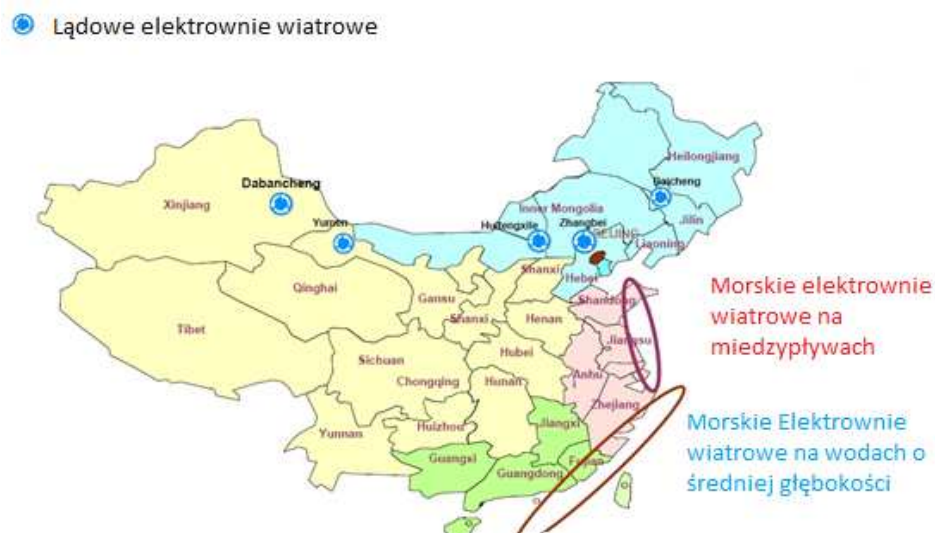 Lądowe elektrownie wiatrowe
Heilongjiang
Dabancheng
Baicheng
Xinjiang
Inner Mongolia
Yumen
Huitengxile
Zhangbei
Jilin
BEIJING
Liaoning
Shanxi
Hebei
Qinghai
Gansu
Shandong
Morskie elektrownie
wiatrowe na
miedzypływach
Tibet
Shanxi
Henan
Jiangsu
Sichuan
Hubei
Chongqing
Hunan
Anhu
Zhejiang
Morskie Elektrownie
wiatrowe na wodach o
średniej głębokości
Yunnan
Huizhou
Jiangxi
Guangxi
Guangdong
Fujian